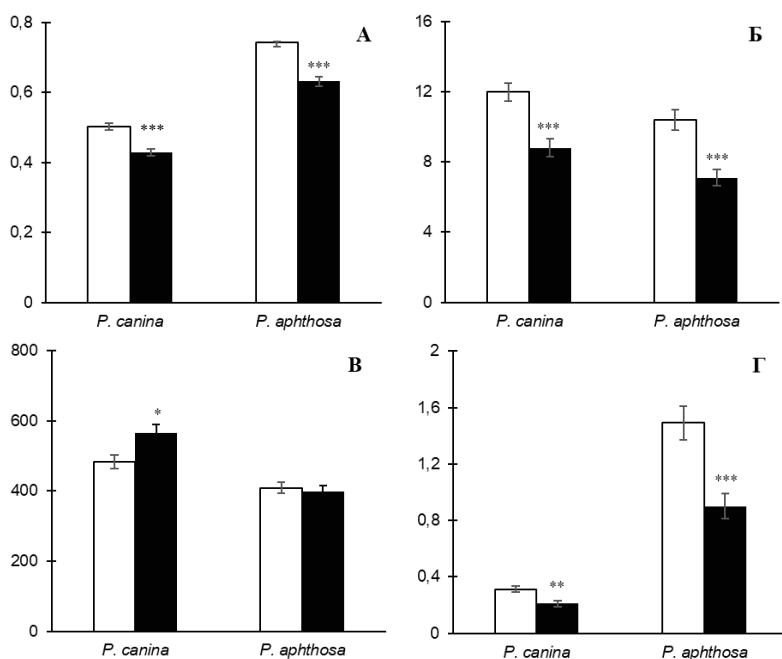 А
0,8
0,6
0,4
0,2
0
***
***
P. canina
P. aphthosa
Б
16
12
8
4
0
***
***
P. canina
P. aphthosa
В
800
600
400
200
0
*
P. canina
P. aphthosa
Г
2
1,6
1,2
0,8
0,4
0
**
***
P. canina
P. aphthosa